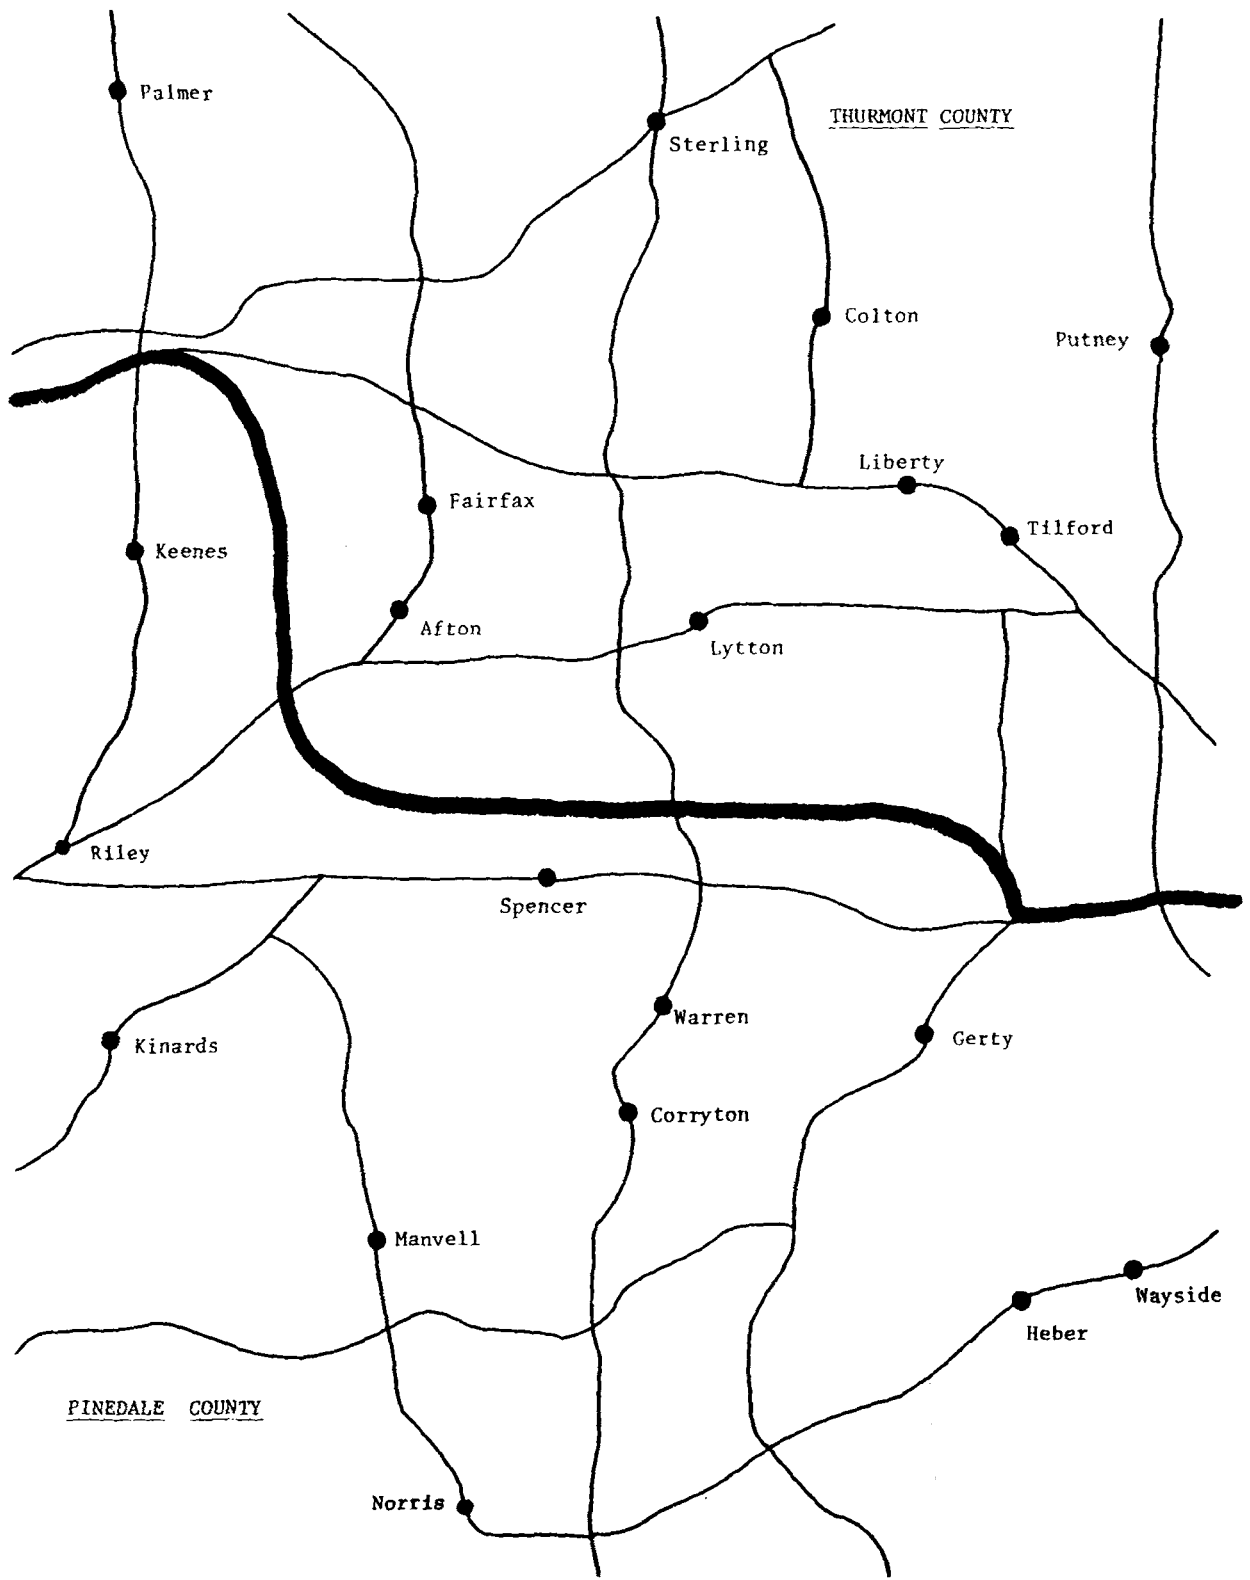 Palmer
THURMONT COUNTY
Sterling
Colton
Putney
Liberty
Fairfax
Tilford
Keenes
Afton
Lytton
Riley
Spencer
Warren
Kinards
Gerty
Corryton
Manvell
Wayside
Heber
PINEDALE COUNTY
Norris